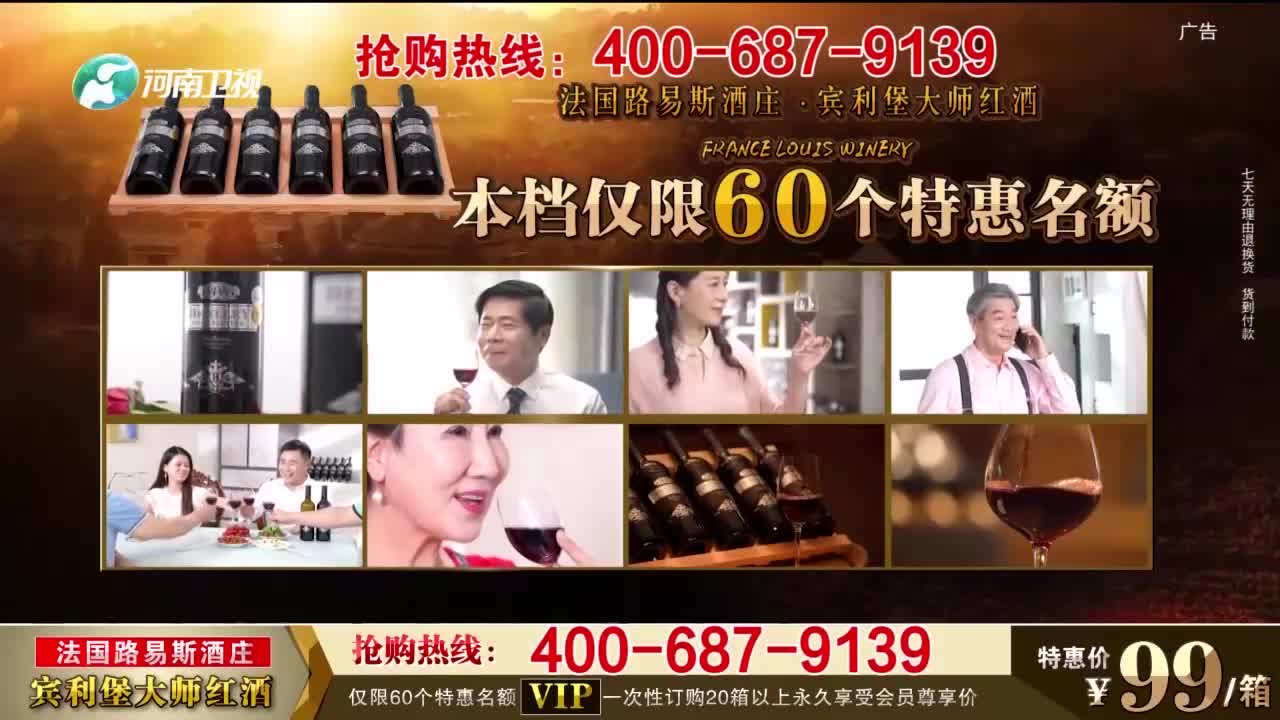 抢购热线：400-687-9139
广告
河南卫视
法国路易斯酒庄·宾利堡大师红酒
FRANCE LOUIS WINERY
本档仅限60个特惠名额
七天无理由退换货 货到付款
法国路易斯酒庄
宾利堡大师红酒
抢购热线：400-687-9139
仅限60个特惠名额 VIP 一次性订购20箱以上永久享受会员尊享价
特惠价
¥99/箱